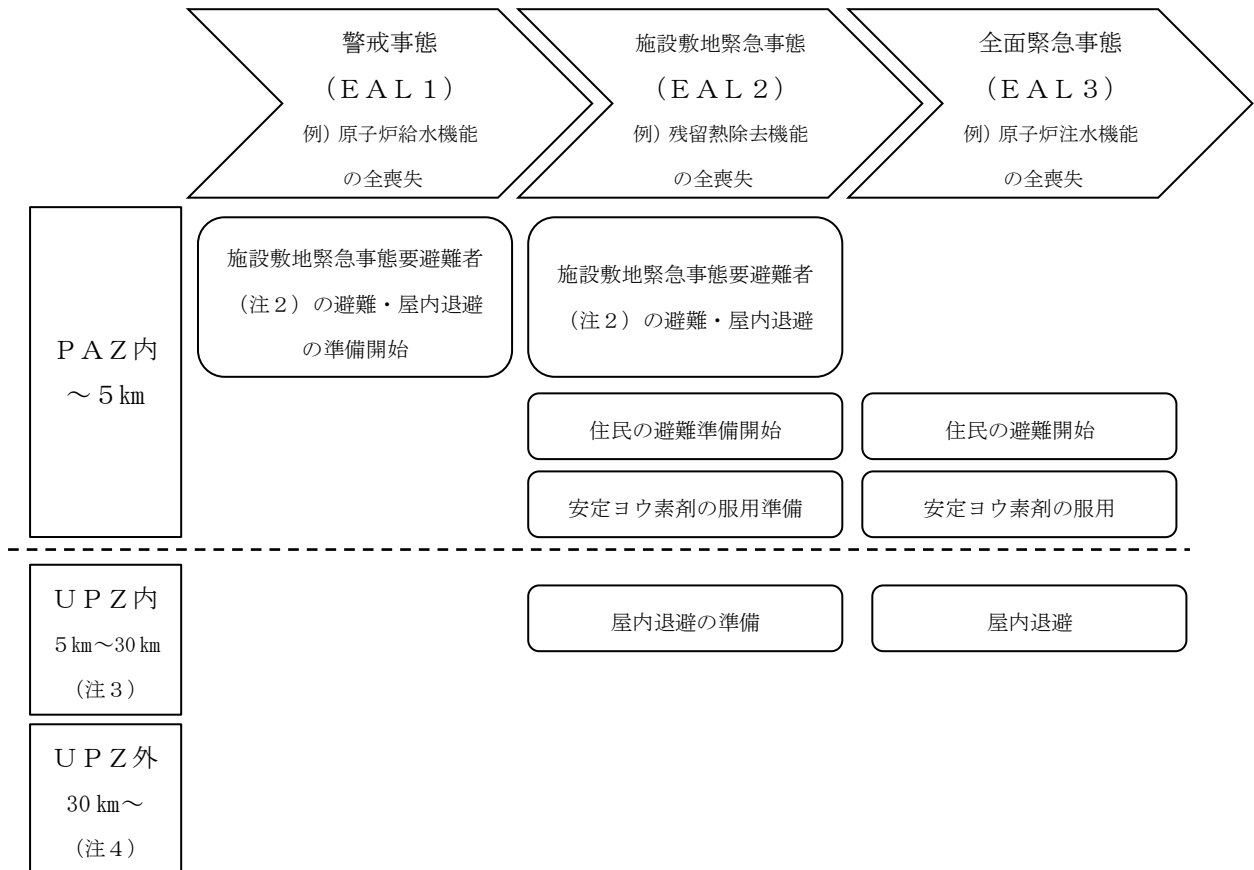 警戒事態
（ＥＡＬ１）
例）原子炉給水機能
の全喪失
施設敷地緊急事態
（ＥＡＬ２）
例）残留熱除去機能
の全喪失
全面緊急事態
（ＥＡＬ３）
例）原子炉注水機能
の全喪失
ＰＡＺ内
～５㎞
施設敷地緊急事態要避難者
（注２）の避難・屋内退避
の準備開始
施設敷地緊急事態要避難者
（注２）の避難・屋内退避
住民の避難準備開始
住民の避難開始
安定ヨウ素剤の服用準備
安定ヨウ素剤の服用
ＵＰＺ内
５㎞～30㎞
（注３）
屋内退避の準備
屋内退避
ＵＰＺ外
30㎞～
（注４）